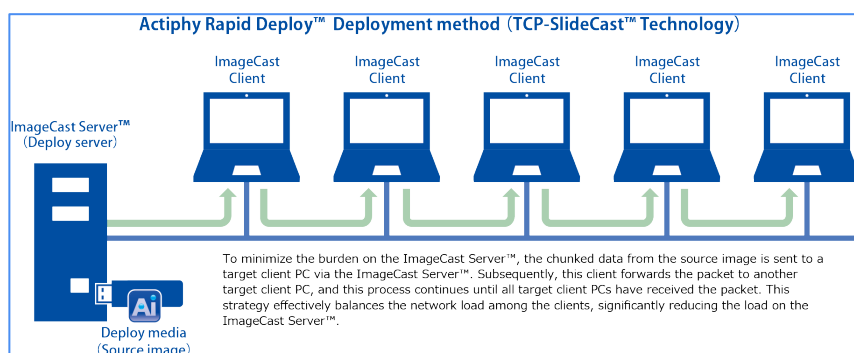 Actiphy Rapid Deploy™ Deployment method (TCP-SlideCast™ Technology)
ImageCast
Client
ImageCast
Client
ImageCast
Client
ImageCast
Client
ImageCast
Client
ImageCast Server™
(Deploy server)
To minimize the burden on the ImageCast Server™, the chunked data from the source image is sent to a
target client PC via the ImageCast Server™. Subsequently, this client forwards the packet to another
target client PC, and this process continues until all target client PCs have received the packet. This
strategy effectively balances the network load among the clients, significantly reducing the load on the
ImageCast Server™.
Ai
Deploy media
(Source image)